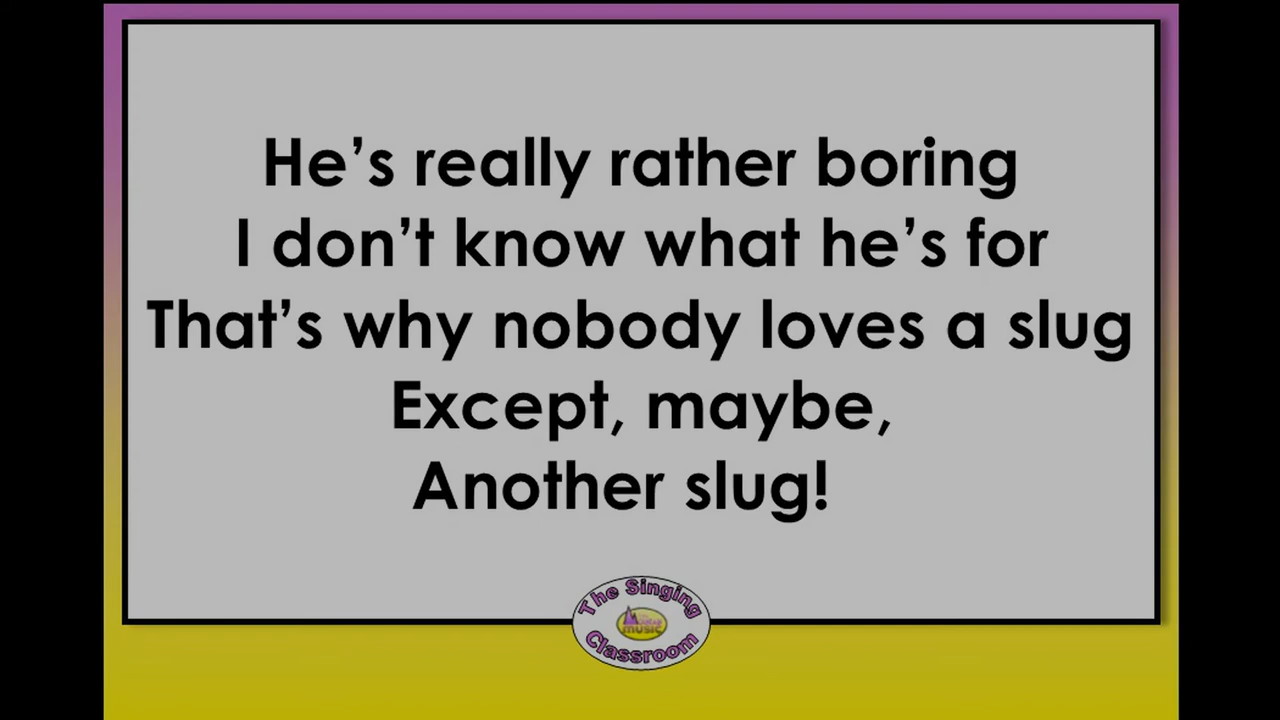 He’s really rather boring
I don’t know what he’s for
That’s why nobody loves a slug
Except, maybe,
Another slug!
The Singing
music
Classroom